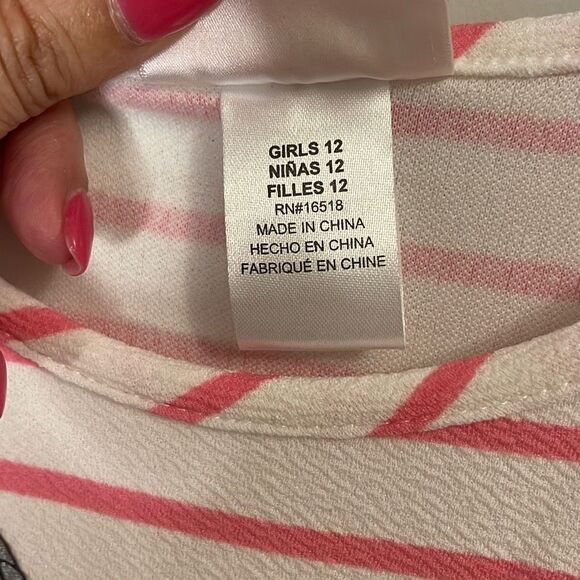 GIRLS 12
NIÑAS 12
FILLES 12
RN#16518
MADE IN CHINA
HECHO EN CHINA
FABRIQUÉ EN CHINE